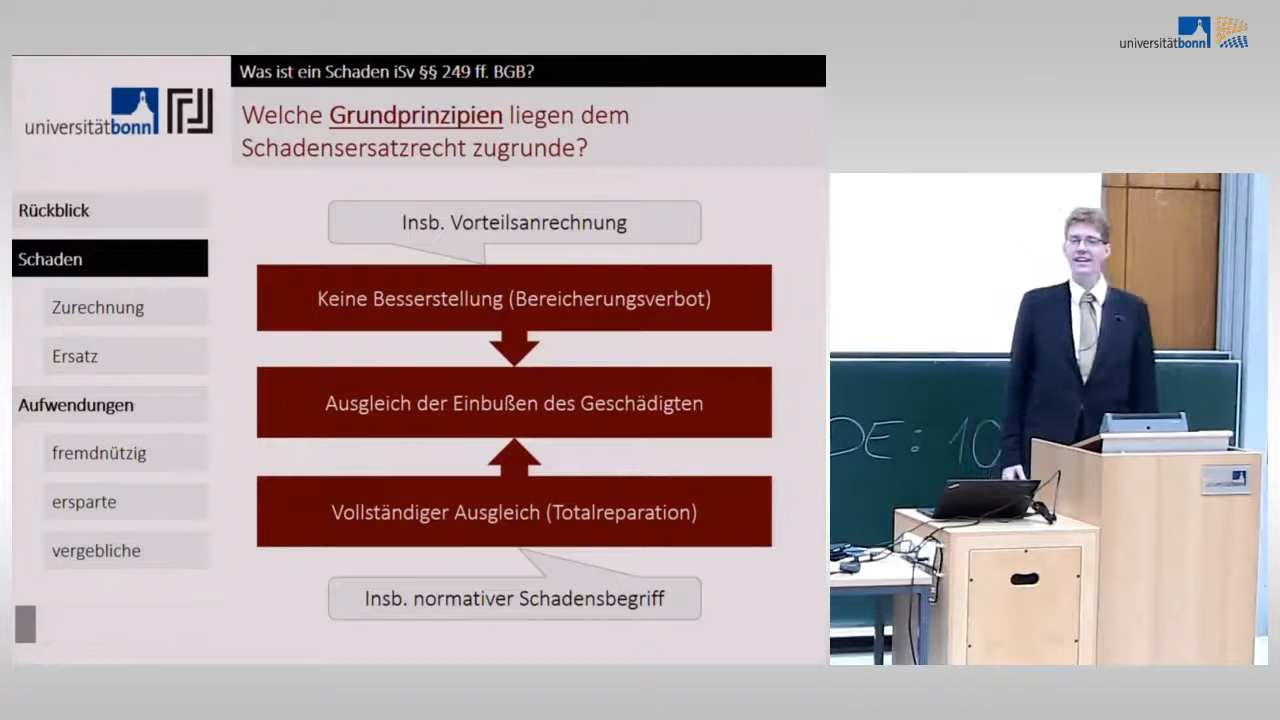 universitätbonn
Was ist ein Schaden iSv §§ 249 ff. BGB?
universitätbonn
Welche Grundprinzipien liegen dem
Schadensersatzrecht zugrunde?
Rückblick
Schaden
Zurechnung
Ersatz
Aufwendungen
fremdnützig
ersparte
vergebliche
Insb. Vorteilsanrechnung
Keine Besserstellung (Bereicherungsverbot)
Ausgleich der Einbußen des Geschädigten
Vollständiger Ausgleich (Totalreparation)
Insb. normativer Schadensbegriff
DE: 10